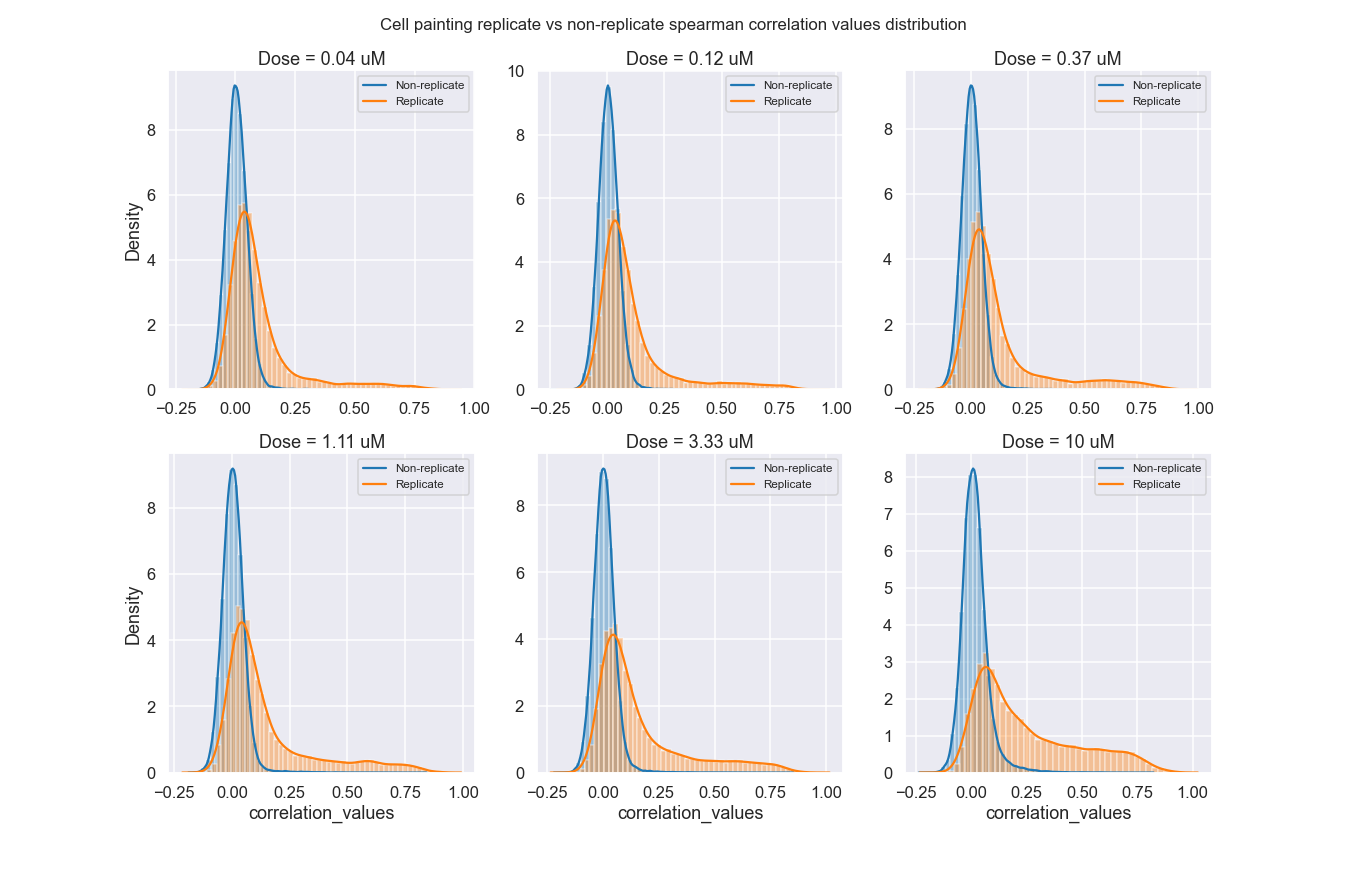 Cell painting replicate vs non-replicate spearman correlation values distribution
Dose = 0.04 uM
Density
8
6
4
2
0
−0.25 0.00 0.25 0.50 0.75 1.00
Non-replicate
Replicate
Dose = 0.12 uM
10
8
6
4
2
0
−0.25 0.00 0.25 0.50 0.75 1.00
Non-replicate
Replicate
Dose = 0.37 uM
8
6
4
2
0
−0.25 0.00 0.25 0.50 0.75 1.00
Non-replicate
Replicate
Dose = 1.11 uM
Density
8
6
4
2
0
−0.25 0.00 0.25 0.50 0.75 1.00
correlation_values
Non-replicate
Replicate
Dose = 3.33 uM
8
6
4
2
0
−0.25 0.00 0.25 0.50 0.75 1.00
correlation_values
Non-replicate
Replicate
Dose = 10 uM
8
7
6
5
4
3
2
1
0
−0.25 0.00 0.25 0.50 0.75 1.00
correlation_values
Non-replicate
Replicate